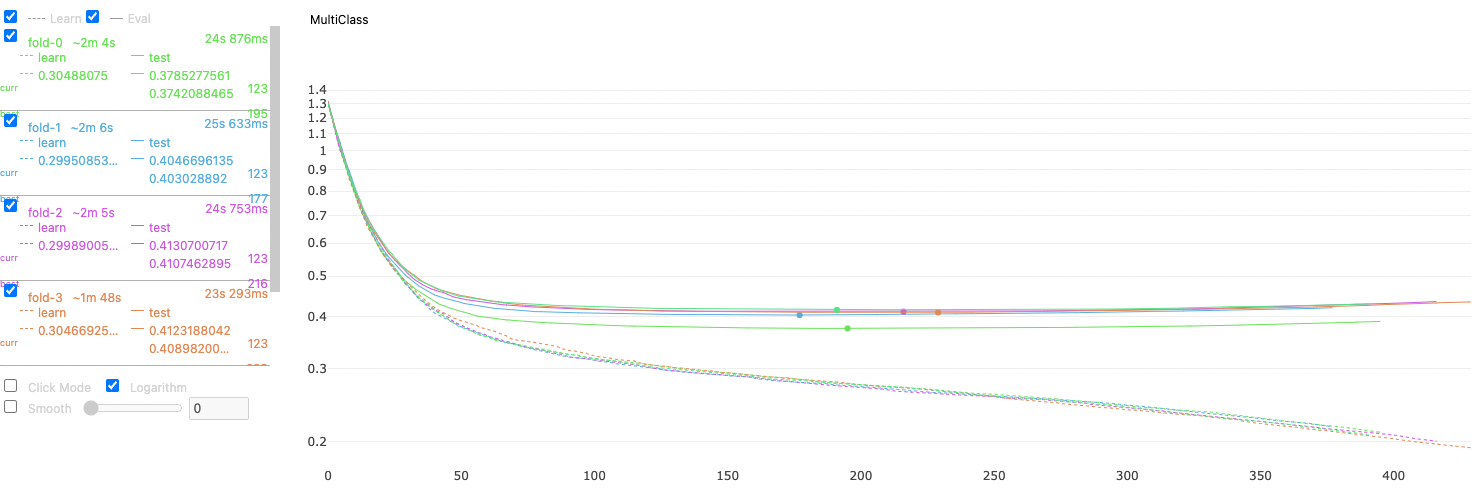 Learn Eval
MultiClass
fold-0 ~2m 4s 24s 876ms
learn test
0.30488075 0.3785277561
curr 123
0.3742088465
best 195
fold-1 ~2m 6s 25s 633ms
learn test
0.29950853... 0.4046696135
curr 123
0.403028892
best 177
fold-2 ~2m 5s 24s 753ms
learn test
0.29989005... 0.4130700717
curr 123
0.4107462895
best 216
fold-3 ~1m 48s 23s 293ms
learn test
0.30466925... 0.4123188042
curr 123
0.40898200...
Click Mode Logarithm
Smooth 0
1.4
1.3
1.2
1.1
1
0.9
0.8
0.7
0.6
0.5
0.4
0.3
0.2
0 50 100 150 200 250 300 350 400